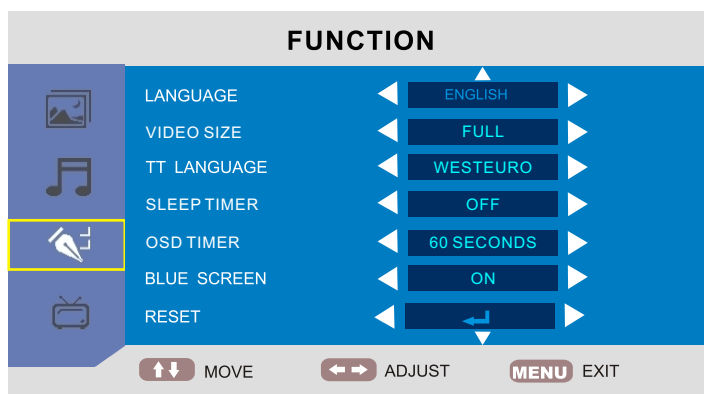 FUNCTION
LANGUAGE ENGLISH
VIDEO SIZE FULL
TT LANGUAGE WESTEURO
SLEEP TIMER OFF
OSD TIMER 60 SECONDS
BLUE SCREEN ON
RESET
MOVE ADJUST MENU EXIT